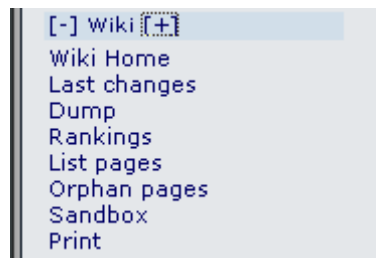 [-] Wiki [+]
Wiki Home
Last changes
Dump
Rankings
List pages
Orphan pages
Sandbox
Print